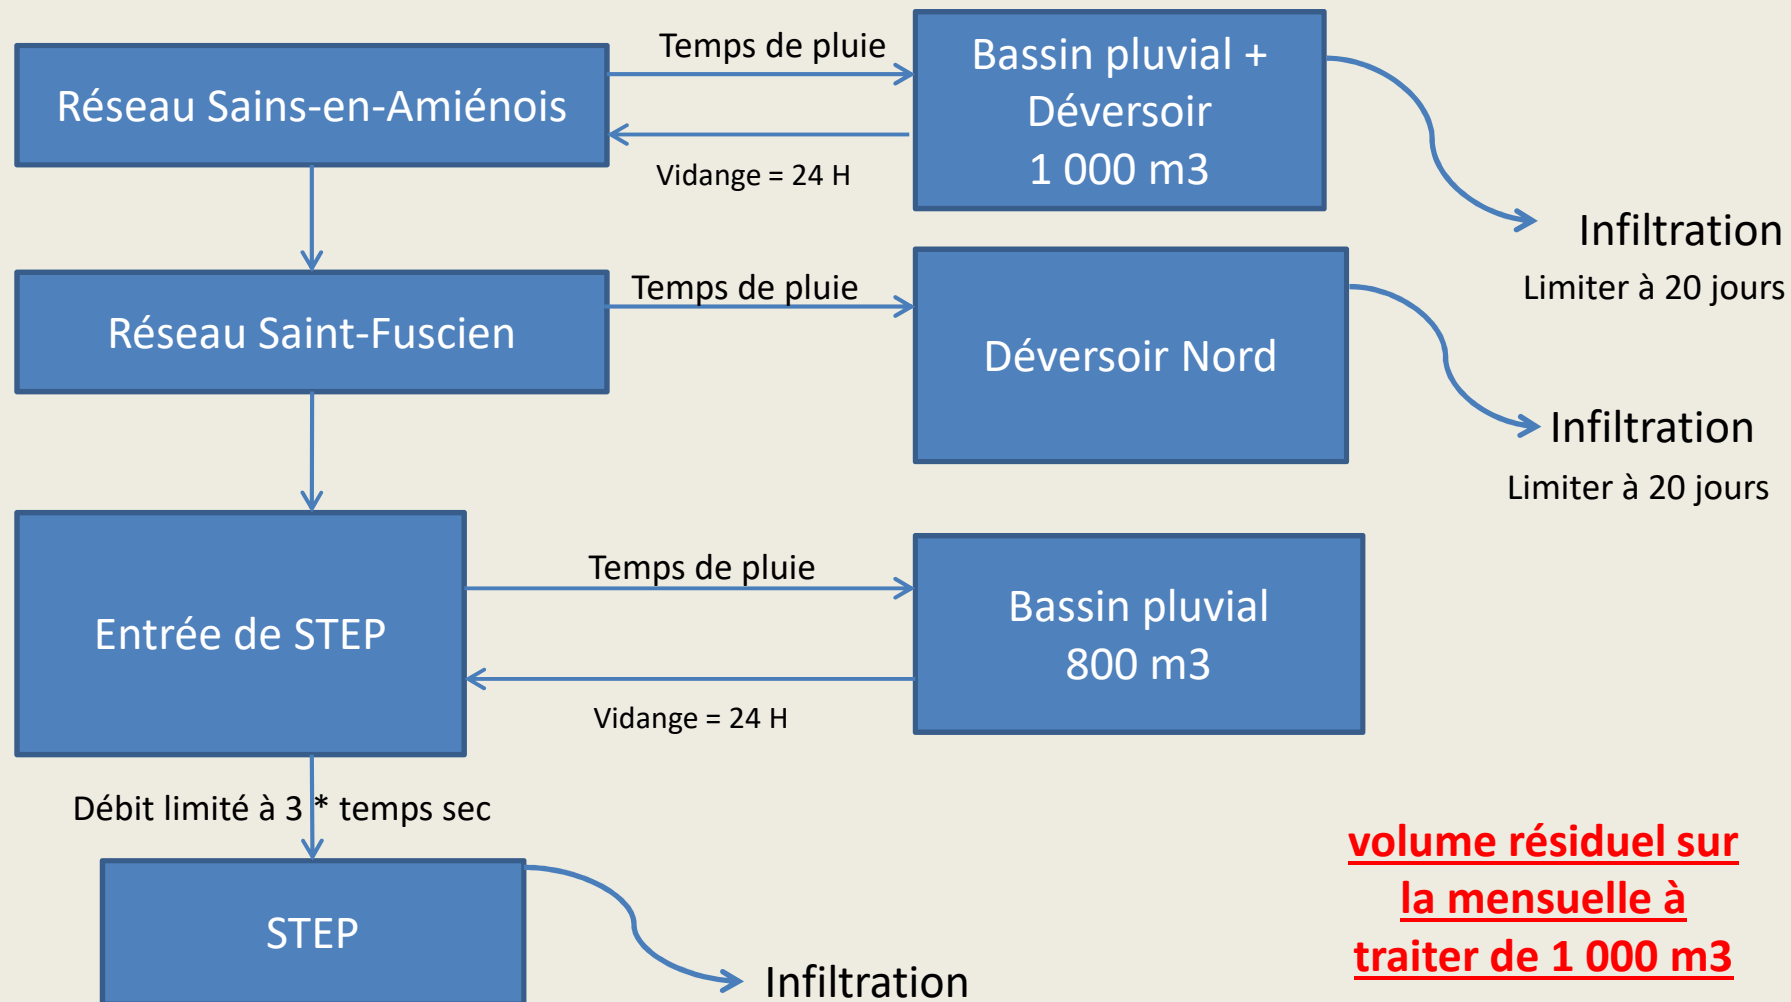 Temps de pluie
Réseau Sains-en-Amiénois
Bassin pluvial +
Déversoir
1 000 m3
Vidange = 24 H
Infiltration
Limiter à 20 jours
Temps de pluie
Réseau Saint-Fuscien
Déversoir Nord
Infiltration
Limiter à 20 jours
Temps de pluie
Entrée de STEP
Bassin pluvial
800 m3
Vidange = 24 H
Débit limité à 3 * temps sec
STEP
Infiltration
volume résiduel sur
la mensuelle à
traiter de 1 000 m3